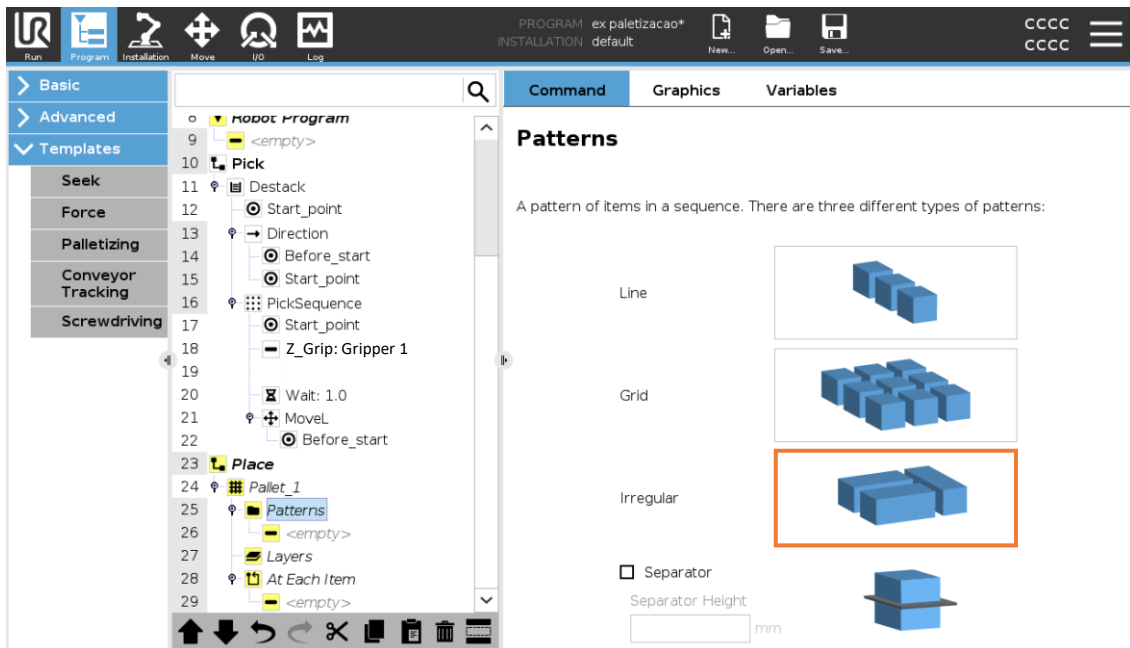 PROGRAM ex paletizacao*
INSTALLATION default
Run Program Installation Move I/O Log New... Open... Save...
CCCC
CCCC
Basic
Advanced
Templates
Seek
Force
Palletizing
Conveyor
Tracking
Screwdriving
8 Robot Program
9 <empty>
10 Pick
11 Destack
12 Start_point
13 Direction
14 Before_start
15 Start_point
16 PickSequence
17 Start_point
18 Z_Grip: Gripper 1
19
20 Wait: 1.0
21 MoveL
22 Before_start
23 Place
24 Pallet_1
25 Patterns
26 <empty>
27 Layers
28 At Each Item
29 <empty>
Command Graphics Variables
Patterns
A pattern of items in a sequence. There are three different types of patterns:
Line
Grid
Irregular
Separator
Separator Height
mm